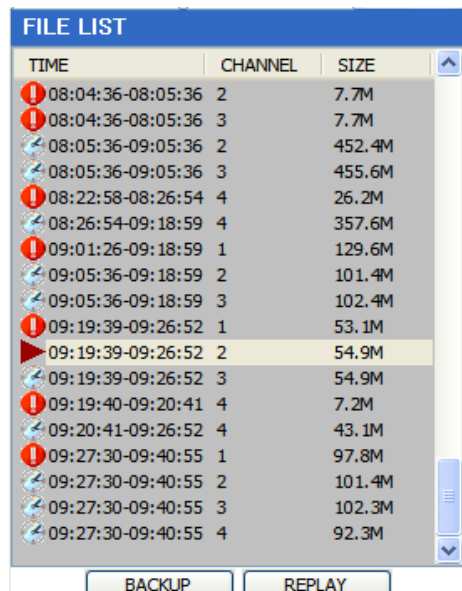 FILE LIST
TIME CHANNEL SIZE
08:04:36-08:05:36 2 7.7M
08:04:36-08:05:36 3 7.7M
08:05:36-09:05:36 2 452.4M
08:05:36-09:05:36 3 455.6M
08:22:58-08:26:54 4 26.2M
08:26:54-09:18:59 4 357.6M
09:01:26-09:18:59 1 129.6M
09:05:36-09:18:59 2 101.4M
09:05:36-09:18:59 3 102.4M
09:19:39-09:26:52 1 53.1M
09:19:39-09:26:52 2 54.9M
09:19:39-09:26:52 3 54.9M
09:19:40-09:20:41 4 7.2M
09:20:41-09:26:52 4 43.1M
09:27:30-09:40:55 1 97.8M
09:27:30-09:40:55 2 101.4M
09:27:30-09:40:55 3 102.3M
09:27:30-09:40:55 4 92.3M
BACKUP REPLAY